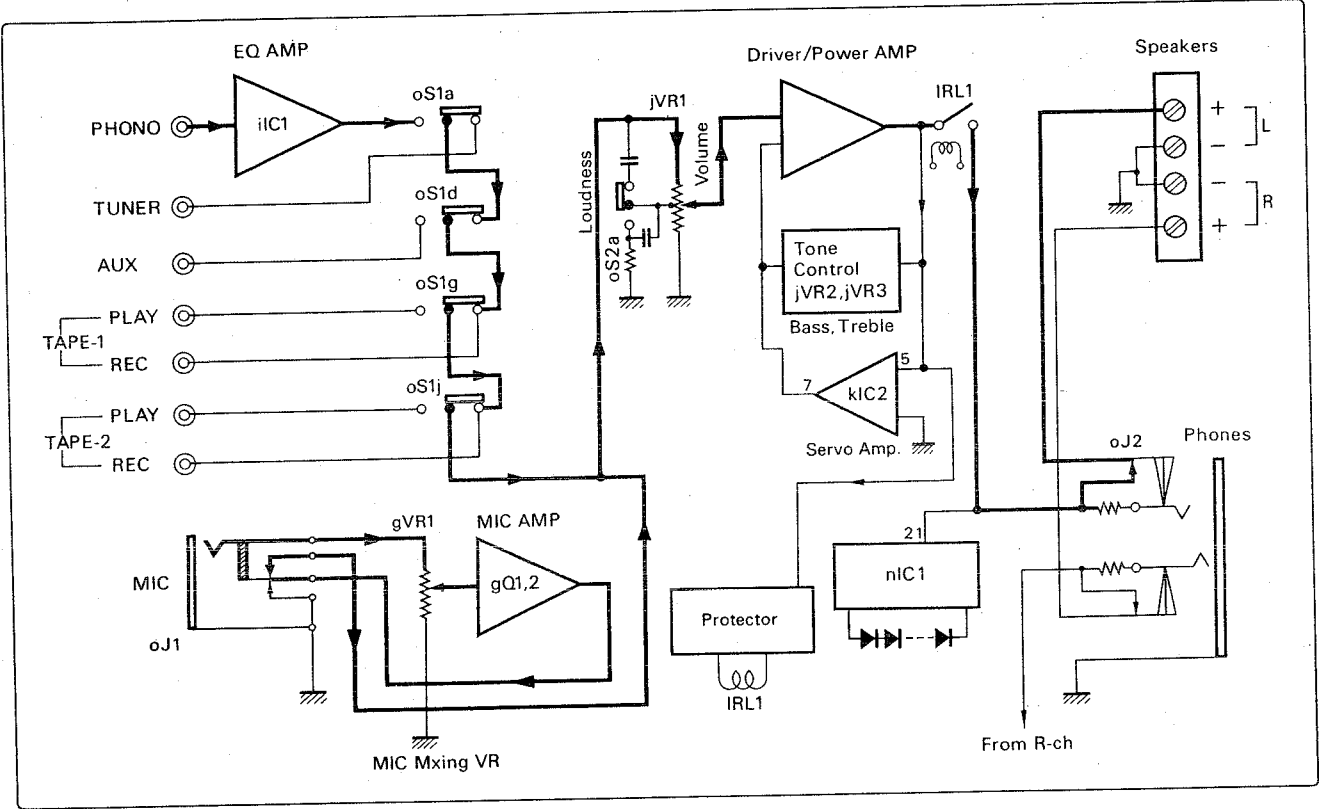 EQ AMP
iIC1
PHONO
TUNER
AUX
PLAY
TAPE-1
REC
PLAY
TAPE-2
REC
oS1a
oS1d
oS1g
oS1j
MIC
oJ1
gVR1
MIC AMP
gQ1,2
MIC Mxing VR
Loudness
jVR1
Volume
oS2a
Driver/Power AMP
IRL1
Tone
Control
jVR2,jVR3
Bass, Treble
7
5
kIC2
Servo Amp.
Protector
IRL1
21
nIC1
Speakers
+
L
−
−
R
+
oJ2
Phones
From R-ch